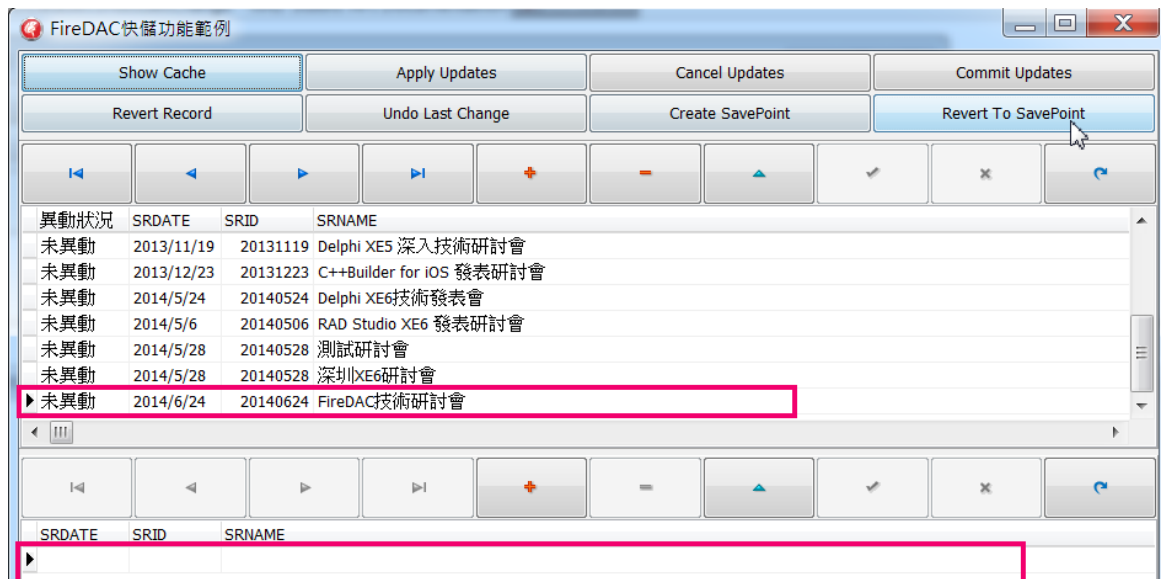 FireDAC快儲功能範例
Show Cache Apply Updates Cancel Updates Commit Updates
Revert Record Undo Last Change Create SavePoint Revert To SavePoint
異動狀況 SRDATE SRID SRNAME
未異動 2013/11/19 20131119 Delphi XE5 深入技術研討會
未異動 2013/12/23 20131223 C++Builder for iOS 發表研討會
未異動 2014/5/24 20140524 Delphi XE6技術發表會
未異動 2014/5/6 20140506 RAD Studio XE6 發表研討會
未異動 2014/5/28 20140528 測試研討會
未異動 2014/5/28 20140528 深圳XE6研討會
未異動 2014/6/24 20140624 FireDAC技術研討會
SRDATE SRID SRNAME